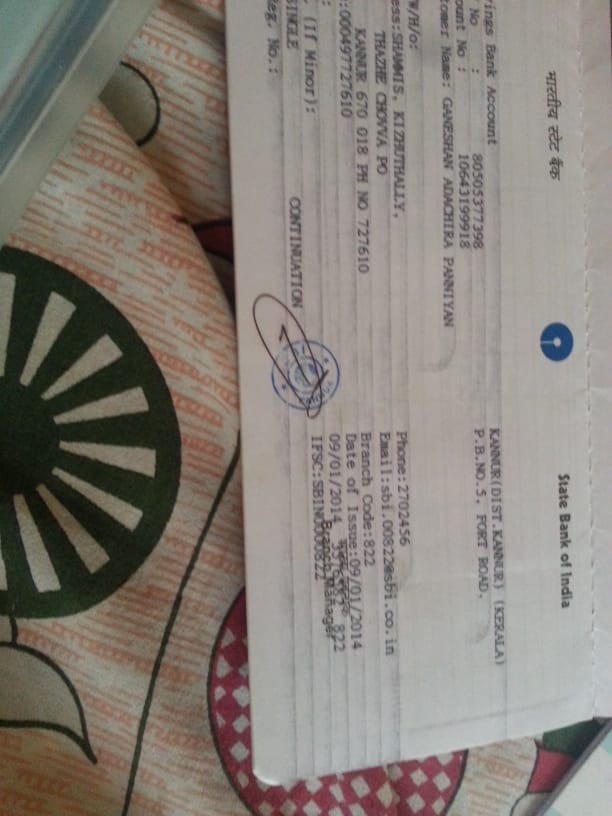 भारतीय स्टेट बैंक
State Bank of India
KANNUR(DIST.KANNUR) (KERALA)
P.B.NO.5, FORT ROAD,
ings Bank Account
No : 80505377398
ount No : 10643199918
tomer Name: GANESHAN ADACHIRA PANNIYAN
W/H/o:
ess:SHAMMIS, KIZHUTHALLY,
THAZHE CHOVVA PO
KANNUR 670 018 PH NO 727610
:000497727610
(If Minor):
SINGLE
eg. No.:
CONTINUATION
Phone:2702456
Email:sbi.00822@sbi.co.in
Branch Code:822
Date of Issue:09/01/2014
09/01/2014 822
IFSC:SBIN0000822
Branch Manager